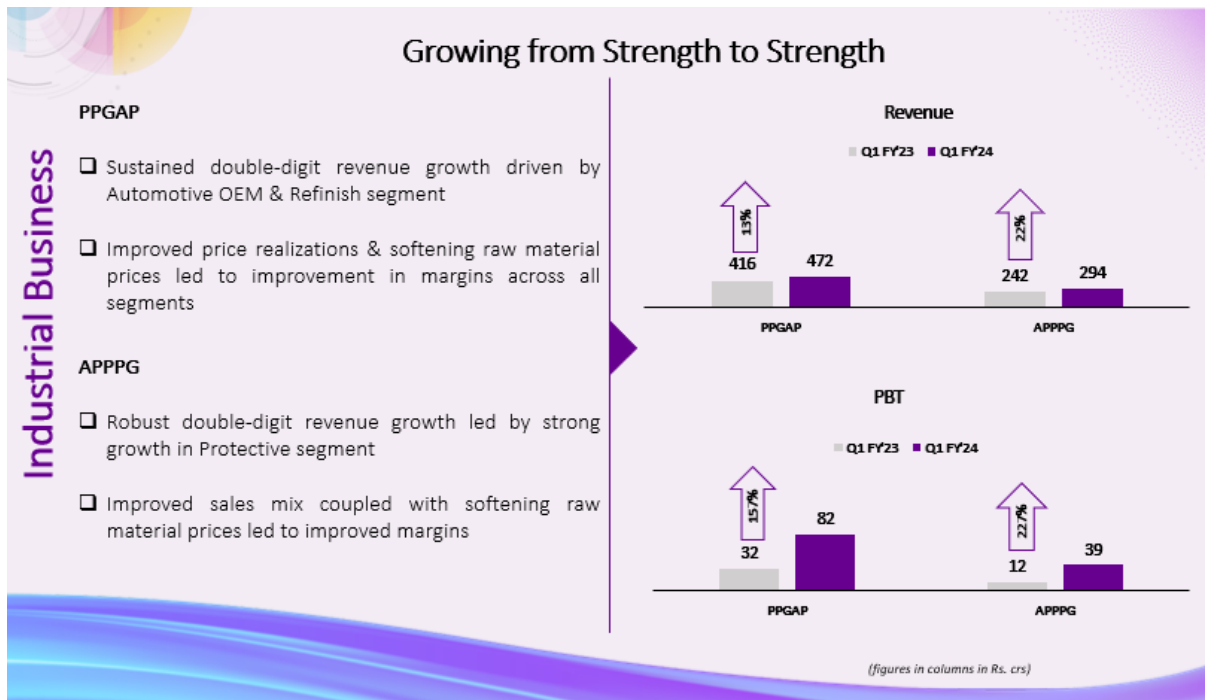 Growing from Strength to Strength
Industrial Business
PPGAP
❑ Sustained double-digit revenue growth driven by
Automotive OEM & Refinish segment
❑ Improved price realizations & softening raw material
prices led to improvement in margins across all
segments
APPPG
❑ Robust double-digit revenue growth led by strong
growth in Protective segment
❑ Improved sales mix coupled with softening raw
material prices led to improved margins
Revenue
Q1 FY'23 Q1 FY'24
13% 22%
416 472 242 294
PPGAP APPPG
PBT
Q1 FY'23 Q1 FY'24
157% 227%
32 82 12 39
PPGAP APPPG
(figures in columns in Rs. crs)